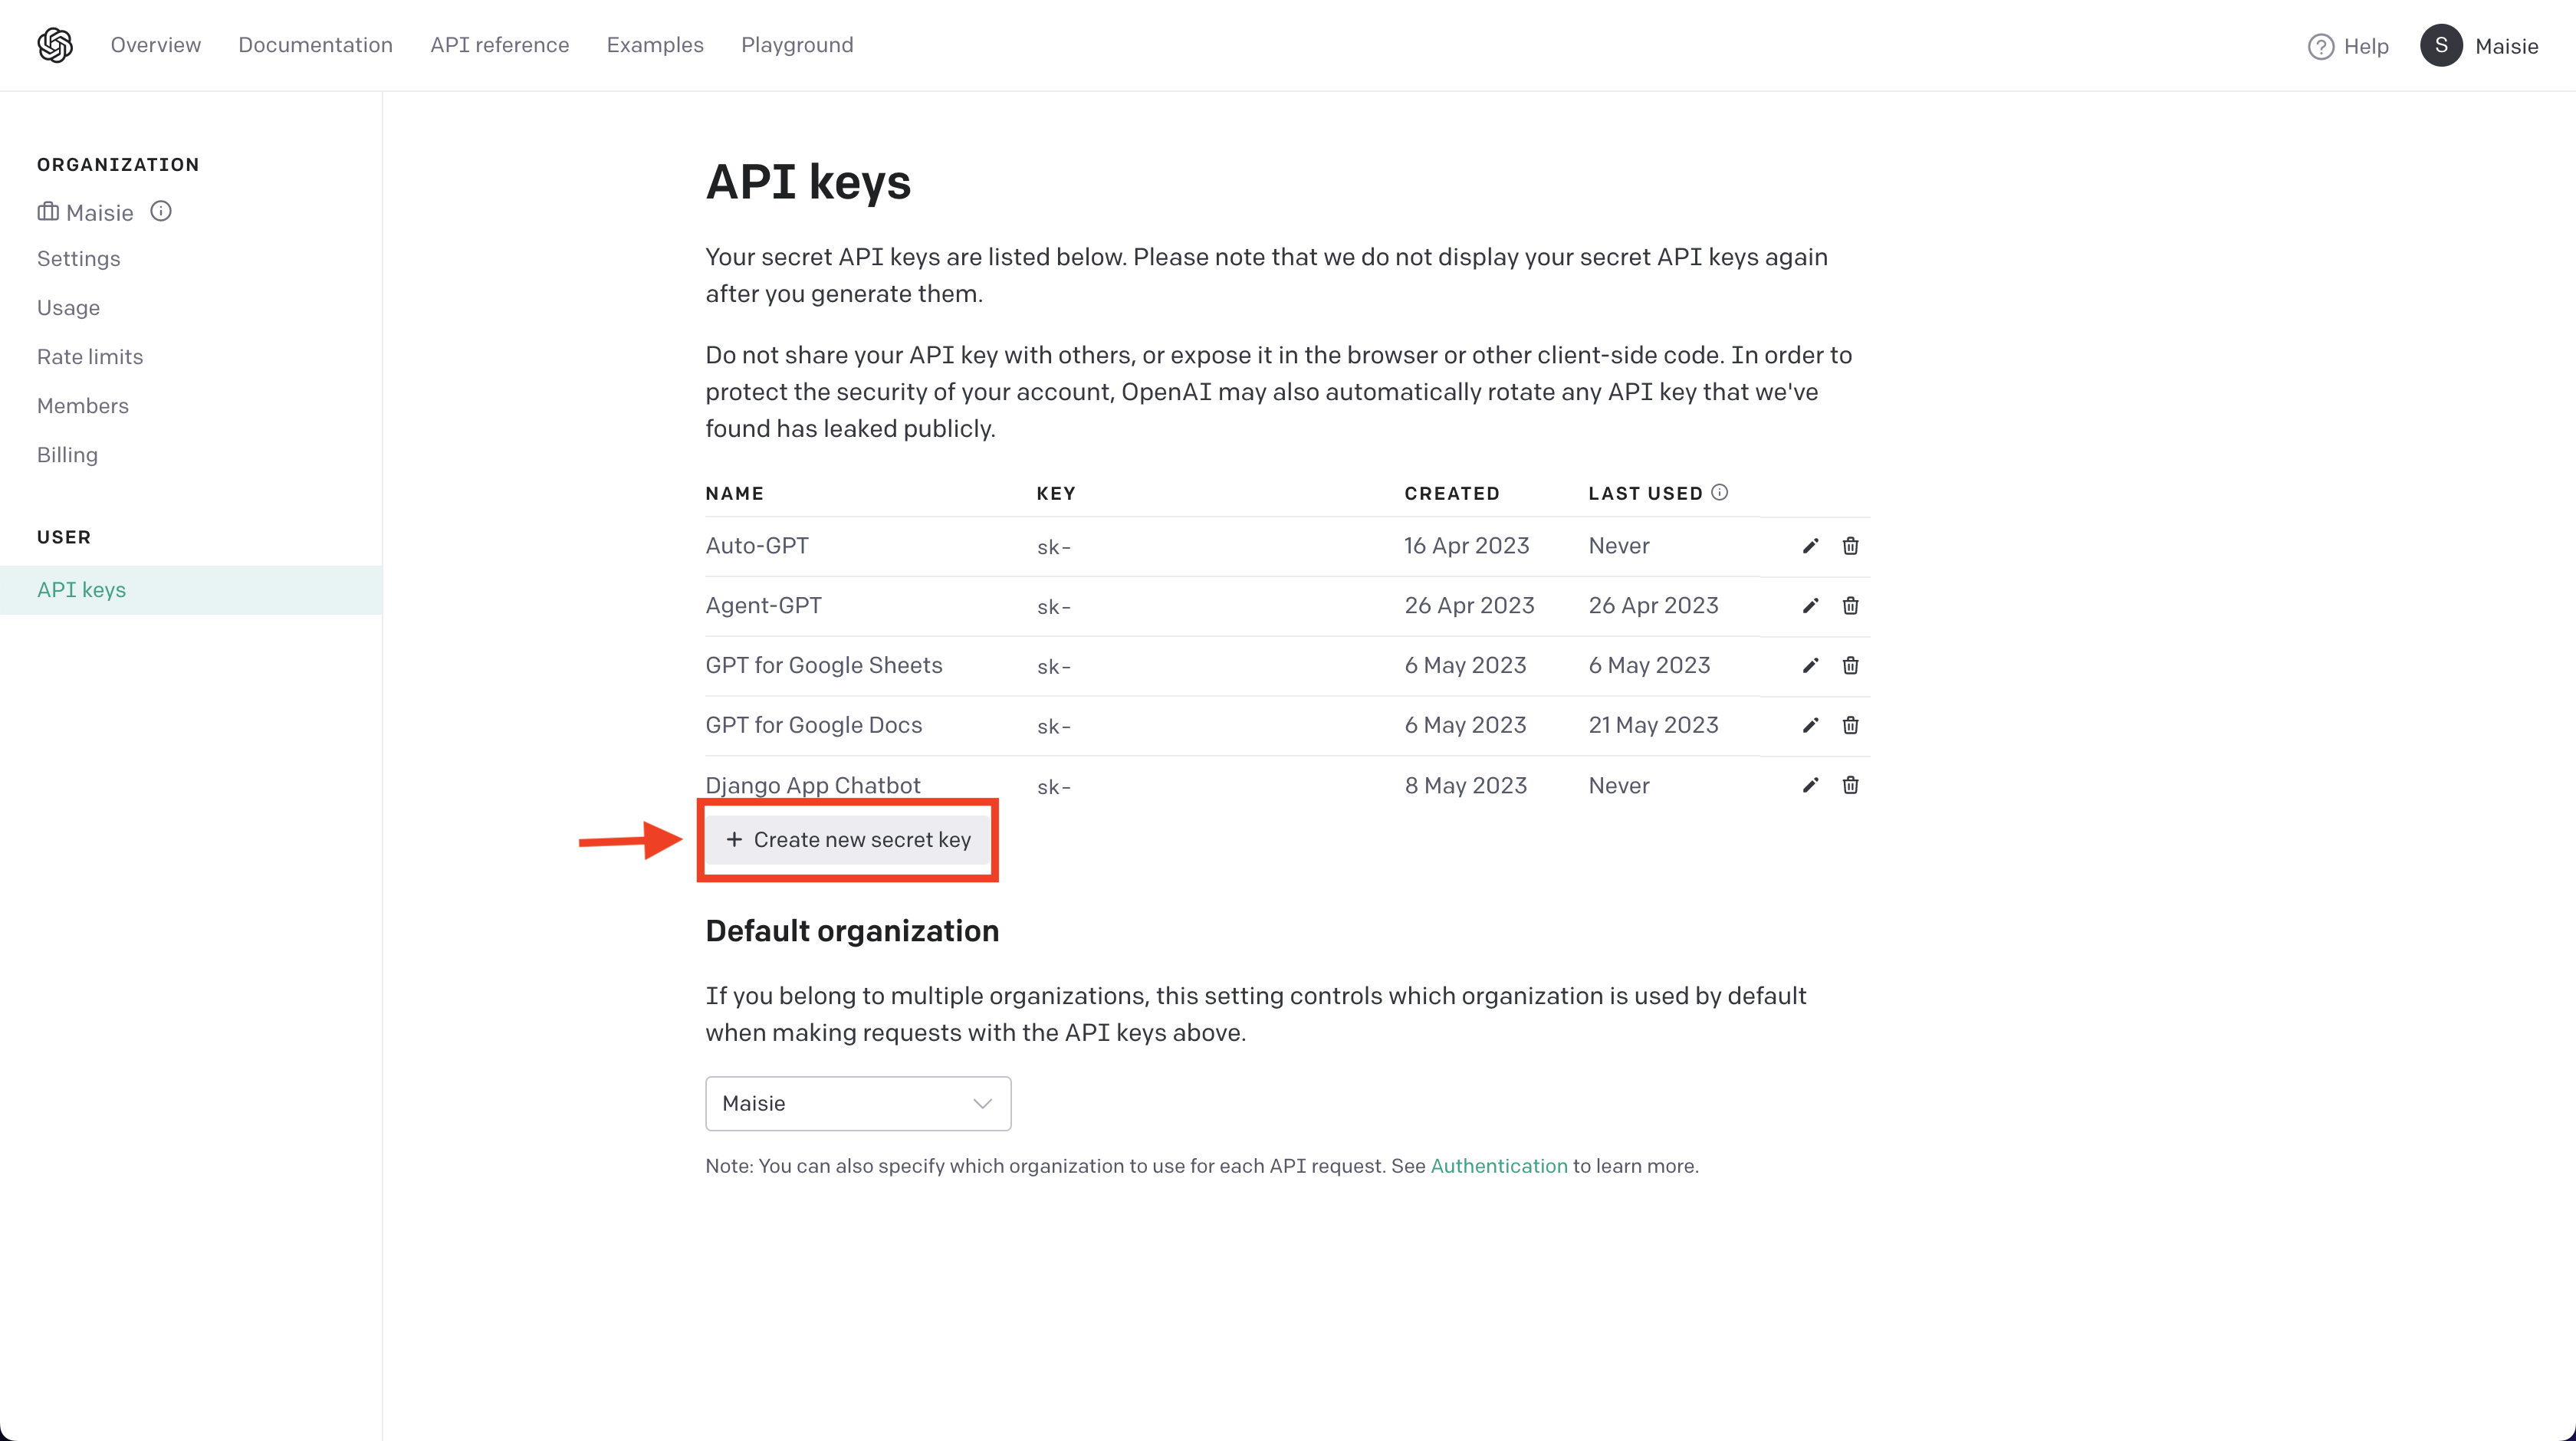 Overview Documentation API reference Examples Playground Help S Maisie
ORGANIZATION
Maisie
Settings
Usage
Rate limits
Members
Billing
USER
API keys
API keys
Your secret API keys are listed below. Please note that we do not display your secret API keys again
after you generate them.
Do not share your API key with others, or expose it in the browser or other client-side code. In order to
protect the security of your account, OpenAI may also automatically rotate any API key that we've
found has leaked publicly.
NAME KEY CREATED LAST USED
Auto-GPT sk- 16 Apr 2023 Never
Agent-GPT sk- 26 Apr 2023 26 Apr 2023
GPT for Google Sheets sk- 6 May 2023 6 May 2023
GPT for Google Docs sk- 6 May 2023 21 May 2023
Django App Chatbot sk- 8 May 2023 Never
+ Create new secret key
Default organization
If you belong to multiple organizations, this setting controls which organization is used by default
when making requests with the API keys above.
Maisie
Note: You can also specify which organization to use for each API request. See Authentication to learn more.